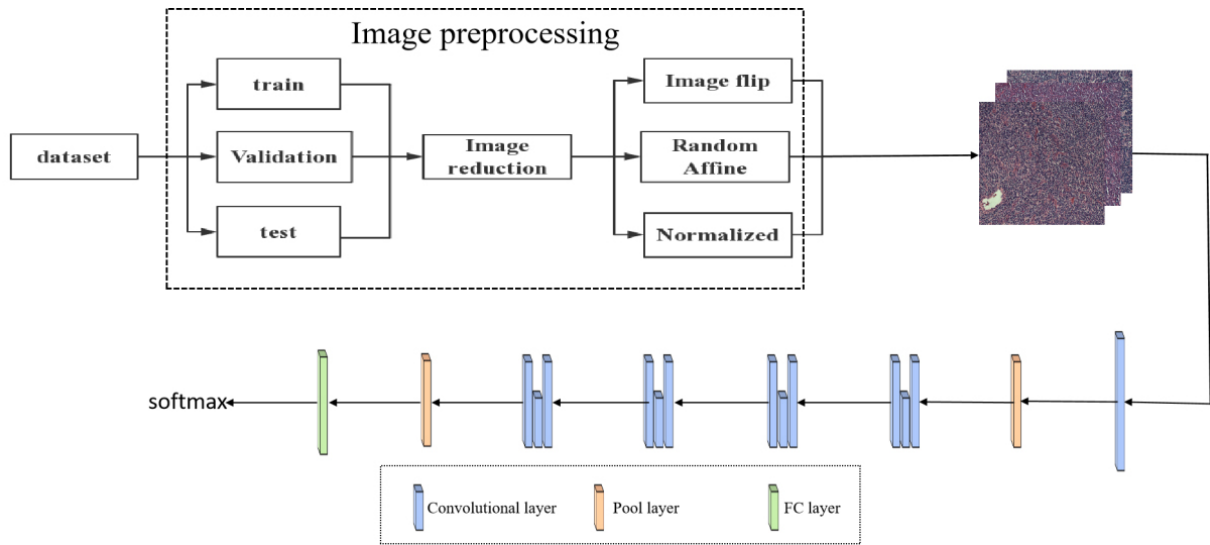 Image preprocessing
train
Image flip
dataset
Validation
Image
reduction
Random
Affine
test
Normalized
softmax
Convolutional layer
Pool layer
FC layer